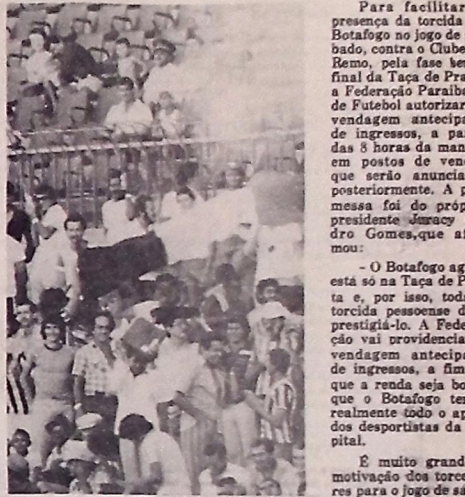 Para facilitar
presença da torcida
Botafogo no jogo de
bado, contra o Clube
Remo, pela fase
final da Taça de Pra
a Federação Paraiba
de Futebol autorizar
vendagem antecipa
de ingressos, a pa
das 8 horas da man
em postos de ven
que serão anuncia
posteriormente. A p
messa foi do próp
presidente Juracy
dro Gomes,que af
mou:
- O Botafogo ag
está só na Taça de P
ta e, por isso, tod
torcida pessoense d
prestigiá-lo. A Fede
ção vai providencia
vendagem antecipa
de ingressos, a fim
que a renda seja bo
que o Botafogo ten
realmente todo o ap
dos desportistas da
pital.
É muito grand
motivação dos torce
res para o jogo de sá